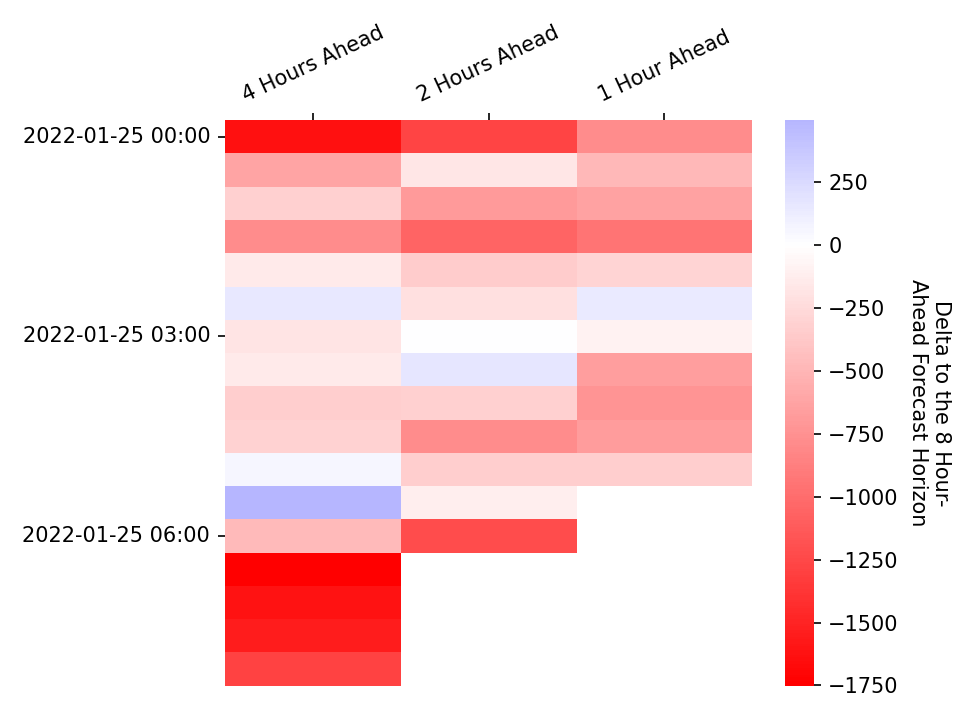 4 Hours Ahead
2 Hours Ahead
1 Hour Ahead
2022-01-25 00:00
2022-01-25 03:00
2022-01-25 06:00
250
0
−250
−500
−750
−1000
−1250
−1500
−1750
Delta to the 8 Hour-
Ahead Forecast Horizon